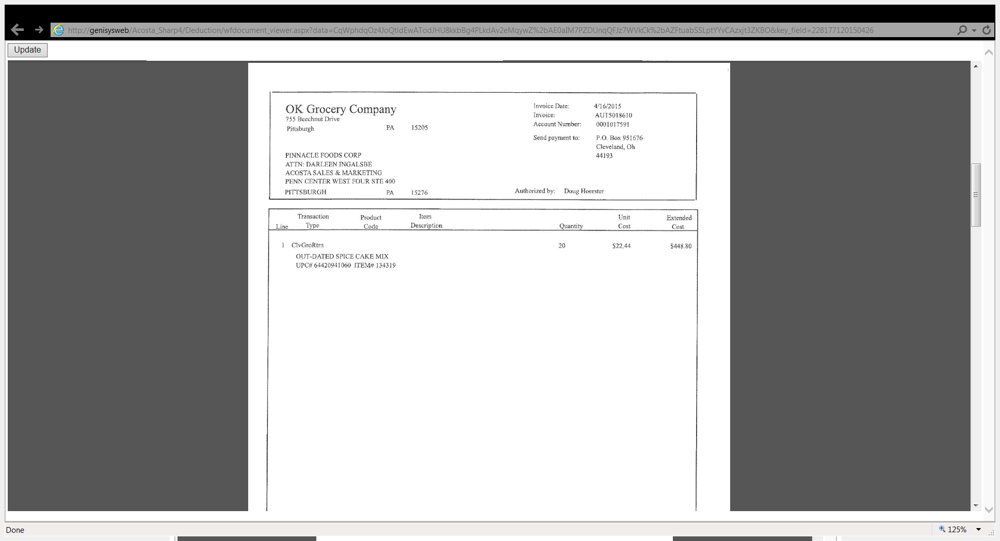 http://genisysweb/Acosta_Sharp4/Deduction/wfdocument_viewer.aspx?data=CqWphdqOz4JoQtIdEwATodJHU8kkbBg4PLkdAv2eMqywZ%2bAE0aIM7PZDUnqQFJz7WVkCk%2bAZFtuabSSLptYYvCAzxjt3ZKBO&key_field=228177120150426
Update
OK Grocery Company
755 Beechnut Drive
Pittsburgh PA 15205
Invoice Date: 4/16/2015
Invoice: AUT5018610
Account Number: 0001017591
Send payment to: P.O. Box 951676
Cleveland, Oh
44193
PINNACLE FOODS CORP
ATTN: DARLEEN INGALSBE
ACOSTA SALES & MARKETING
PENN CENTER WEST FOUR STE 400
PITTSBURGH PA 15276
Authorized by: Doug Hoerster
Line Transaction Type Product Code Item Description Quantity Unit Cost Extended Cost
1 ClvGroRtrn 20 $22.44 $448.80
OUT-DATED SPICE CAKE MIX
UPC# 64420941060 ITEM# 134319
Done
125%